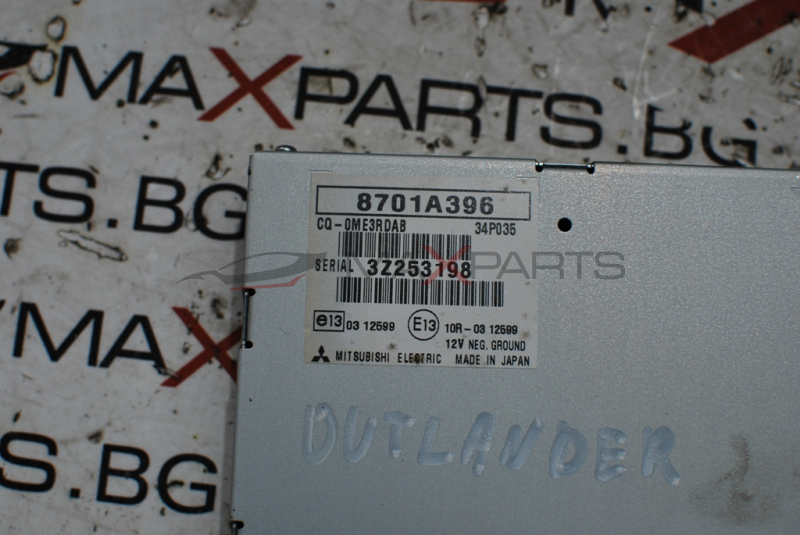 MAXPARTS.BG
PARTS.BG
8701A396
CQ-0ME3RDAB 34P035
MAXPARTS
SERIAL 3Z253198
e13 03 12599 E13 10R-03 12599
12V NEG. GROUND
MITSUBISHI ELECTRIC MADE IN JAPAN
MAX
OUTLANDER
TS.BG